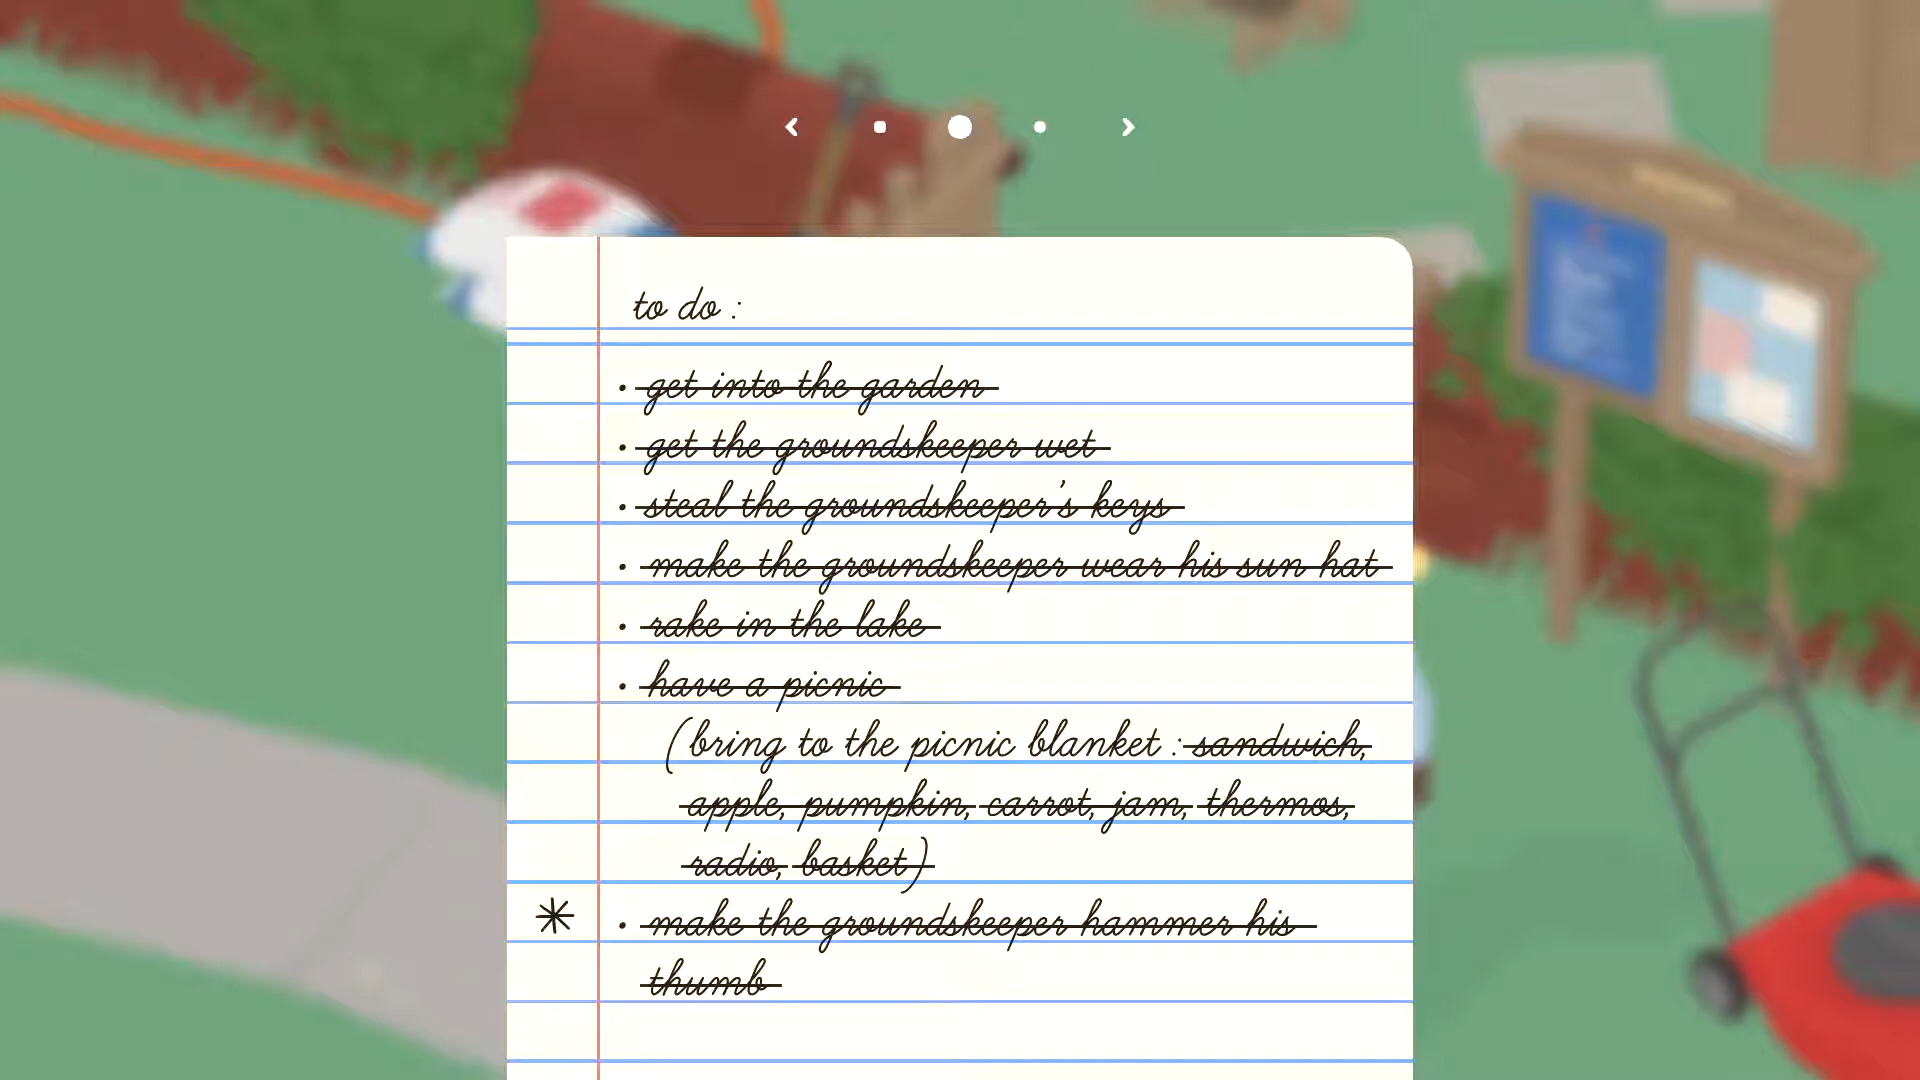 to do :
• get into the garden
• get the groundskeeper wet
• steal the groundskeeper's keys
• make the groundskeeper wear his sun hat
• rake in the lake
• have a picnic
(bring to the picnic blanket : sandwich,
apple, pumpkin, carrot, jam, thermos,
radio, basket)
• make the groundskeeper hammer his
thumb